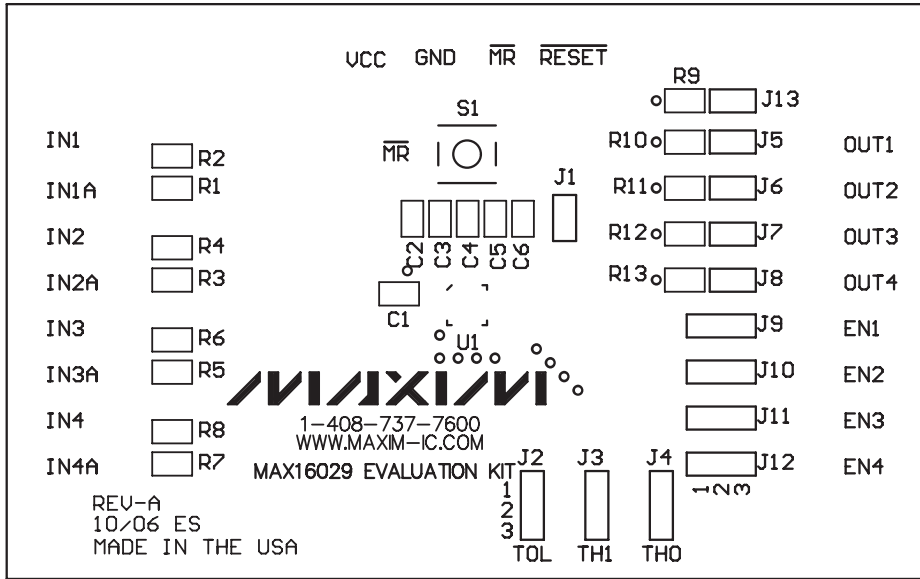 VCC GND MR RESET
R9
J13
S1
IN1 R2 MR R10 J5 OUT1
IN1A R1 J1 R11 J6 OUT2
IN2 R4 C2 C3 C4 C5 C6 R12 J7 OUT3
IN2A R3 C1 R13 J8 OUT4
IN3 R6 U1 J9 EN1
IN3A R5 MAXIM J10 EN2
IN4 R8 1-408-737-7600 J11 EN3
WWW.MAXIM-IC.COM
IN4A R7 MAX16029 EVALUATION KIT J2 J3 J4 J12 EN4
1 2 3
REV-A 1
10/06 ES 2
MADE IN THE USA 3
TOL TH1 TH0